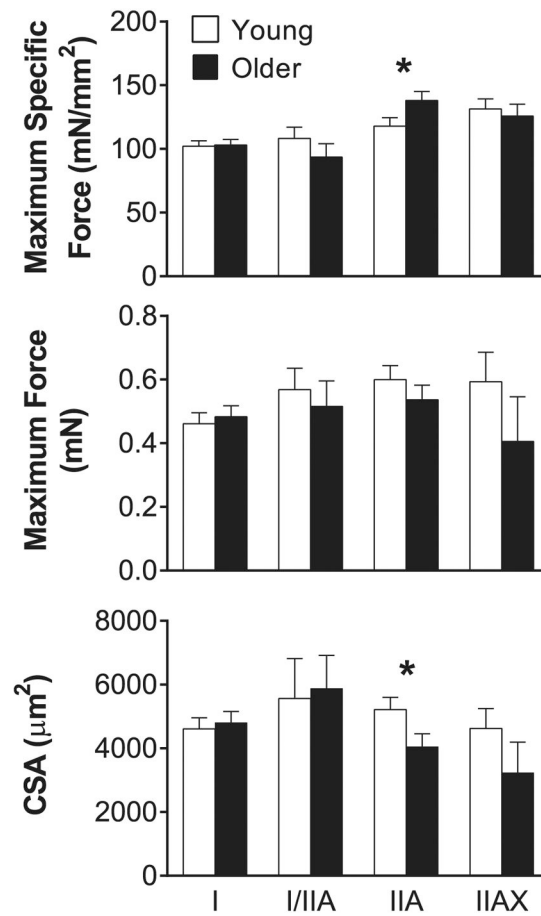 Maximum Specific
Force (mN/mm²)
200
150
100
50
0
Young
Older
*
Maximum Force
(mN)
0.8
0.6
0.4
0.2
0.0
CSA (μm²)
8000
6000
4000
2000
0
*
I I/IIA IIA IIAX